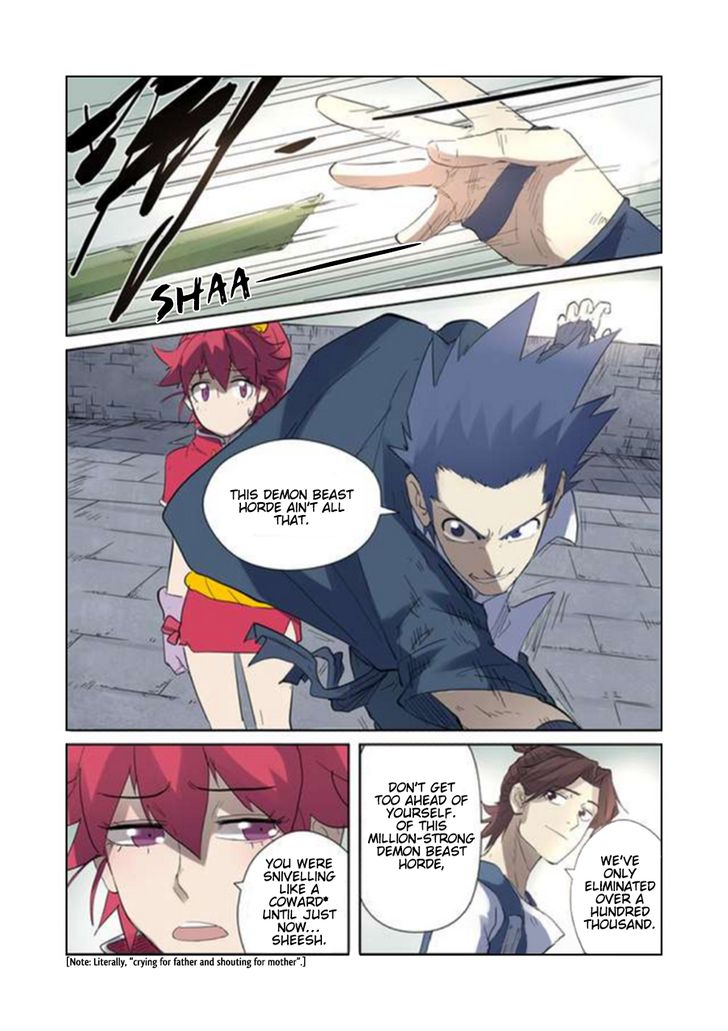 SHAA
THIS DEMON BEAST
HORDE AIN'T ALL
THAT.
DON'T GET
TOO AHEAD OF
YOURSELF.
OF THIS
MILLION-STRONG
DEMON BEAST
HORDE,
WE'VE
ONLY
ELIMINATED
OVER A
HUNDRED
THOUSAND.
YOU WERE
SNIVELLING
LIKE A
COWARD*
UNTIL JUST
NOW...
SHEESH.
[Note: Literally, "crying for father and shouting for mother".]